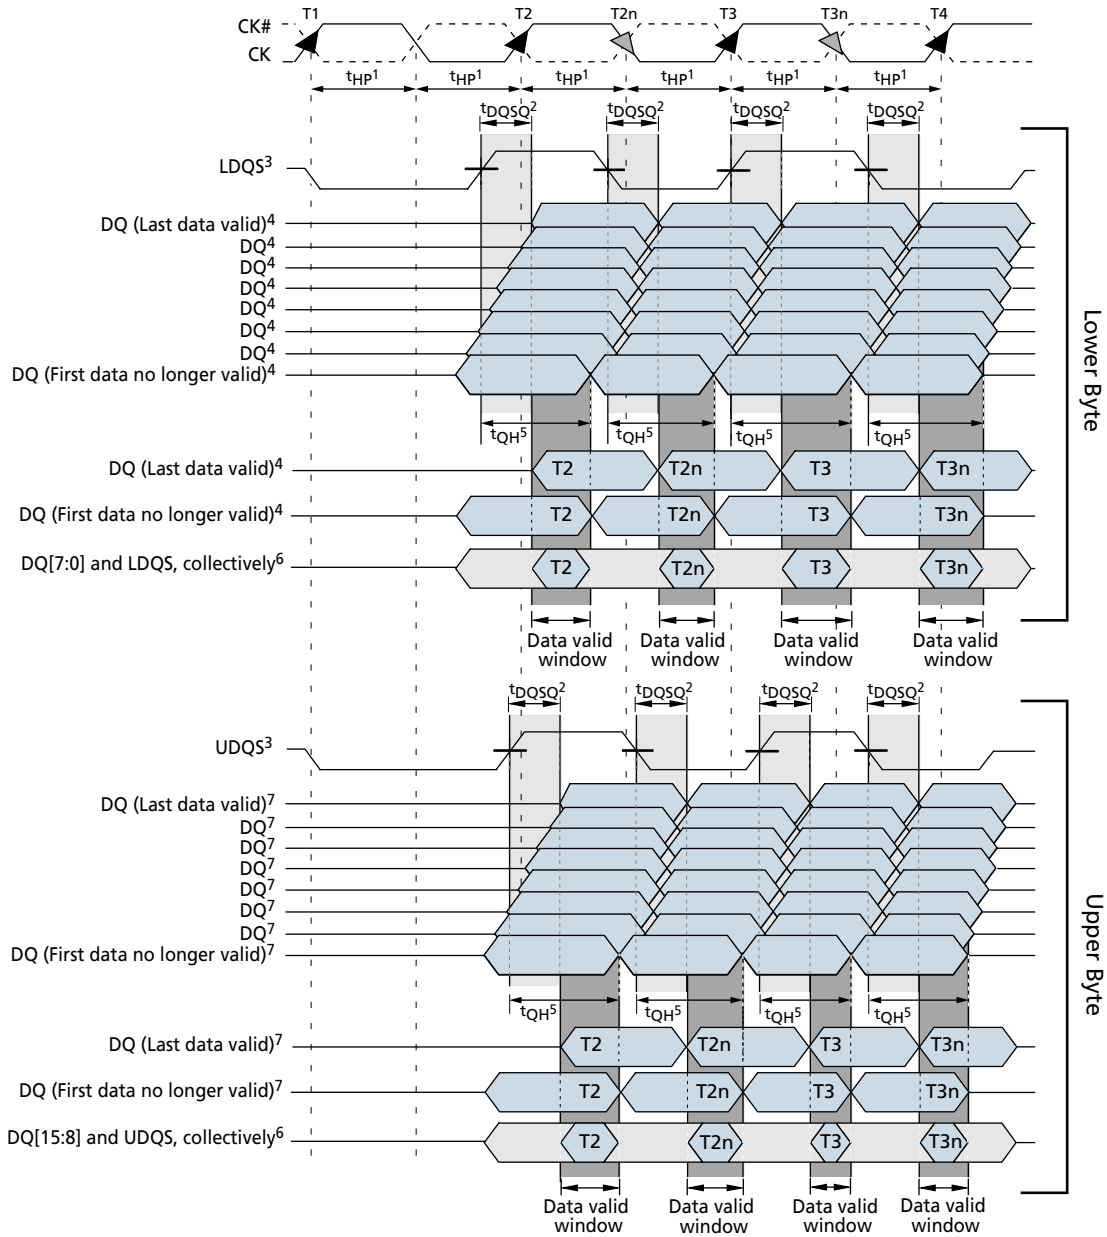 T1 T2 T2n T3 T3n T4
CK#
CK
tHP1 tHP1 tHP1 tHP1 tHP1 tHP1
tDQSQ2 tDQSQ2 tDQSQ2 tDQSQ2
LDQS3
DQ (Last data valid)4
DQ4
DQ4
DQ4
DQ4
DQ4
DQ4
DQ (First data no longer valid)4
tQH5 tQH5 tQH5 tQH5
DQ (Last data valid)4 T2 T2n T3 T3n
DQ (First data no longer valid)4 T2 T2n T3 T3n
DQ[7:0] and LDQS, collectively6 T2 T2n T3 T3n
Data valid window Data valid window Data valid window Data valid window
Lower Byte
tDQSQ2 tDQSQ2 tDQSQ2 tDQSQ2
UDQS3
DQ (Last data valid)7
DQ7
DQ7
DQ7
DQ7
DQ7
DQ7
DQ (First data no longer valid)7
tQH5 tQH5 tQH5 tQH5
DQ (Last data valid)7 T2 T2n T3 T3n
DQ (First data no longer valid)7 T2 T2n T3 T3n
DQ[15:8] and UDQS, collectively6 T2 T2n T3 T3n
Data valid window Data valid window Data valid window Data valid window
Upper Byte